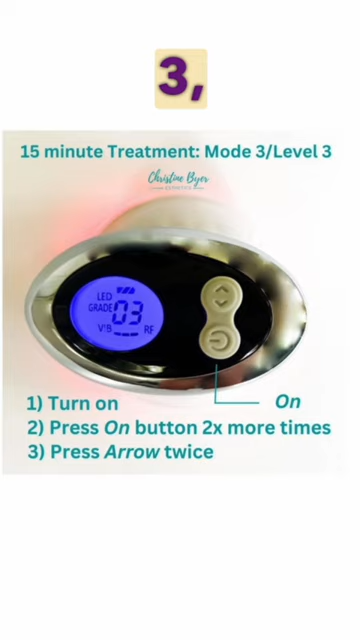 3,
15 minute Treatment: Mode 3/Level 3
Christine Byer
ESTHETICS
LED
GRADE 03
VIB RF
On
1) Turn on
2) Press On button 2x more times
3) Press Arrow twice